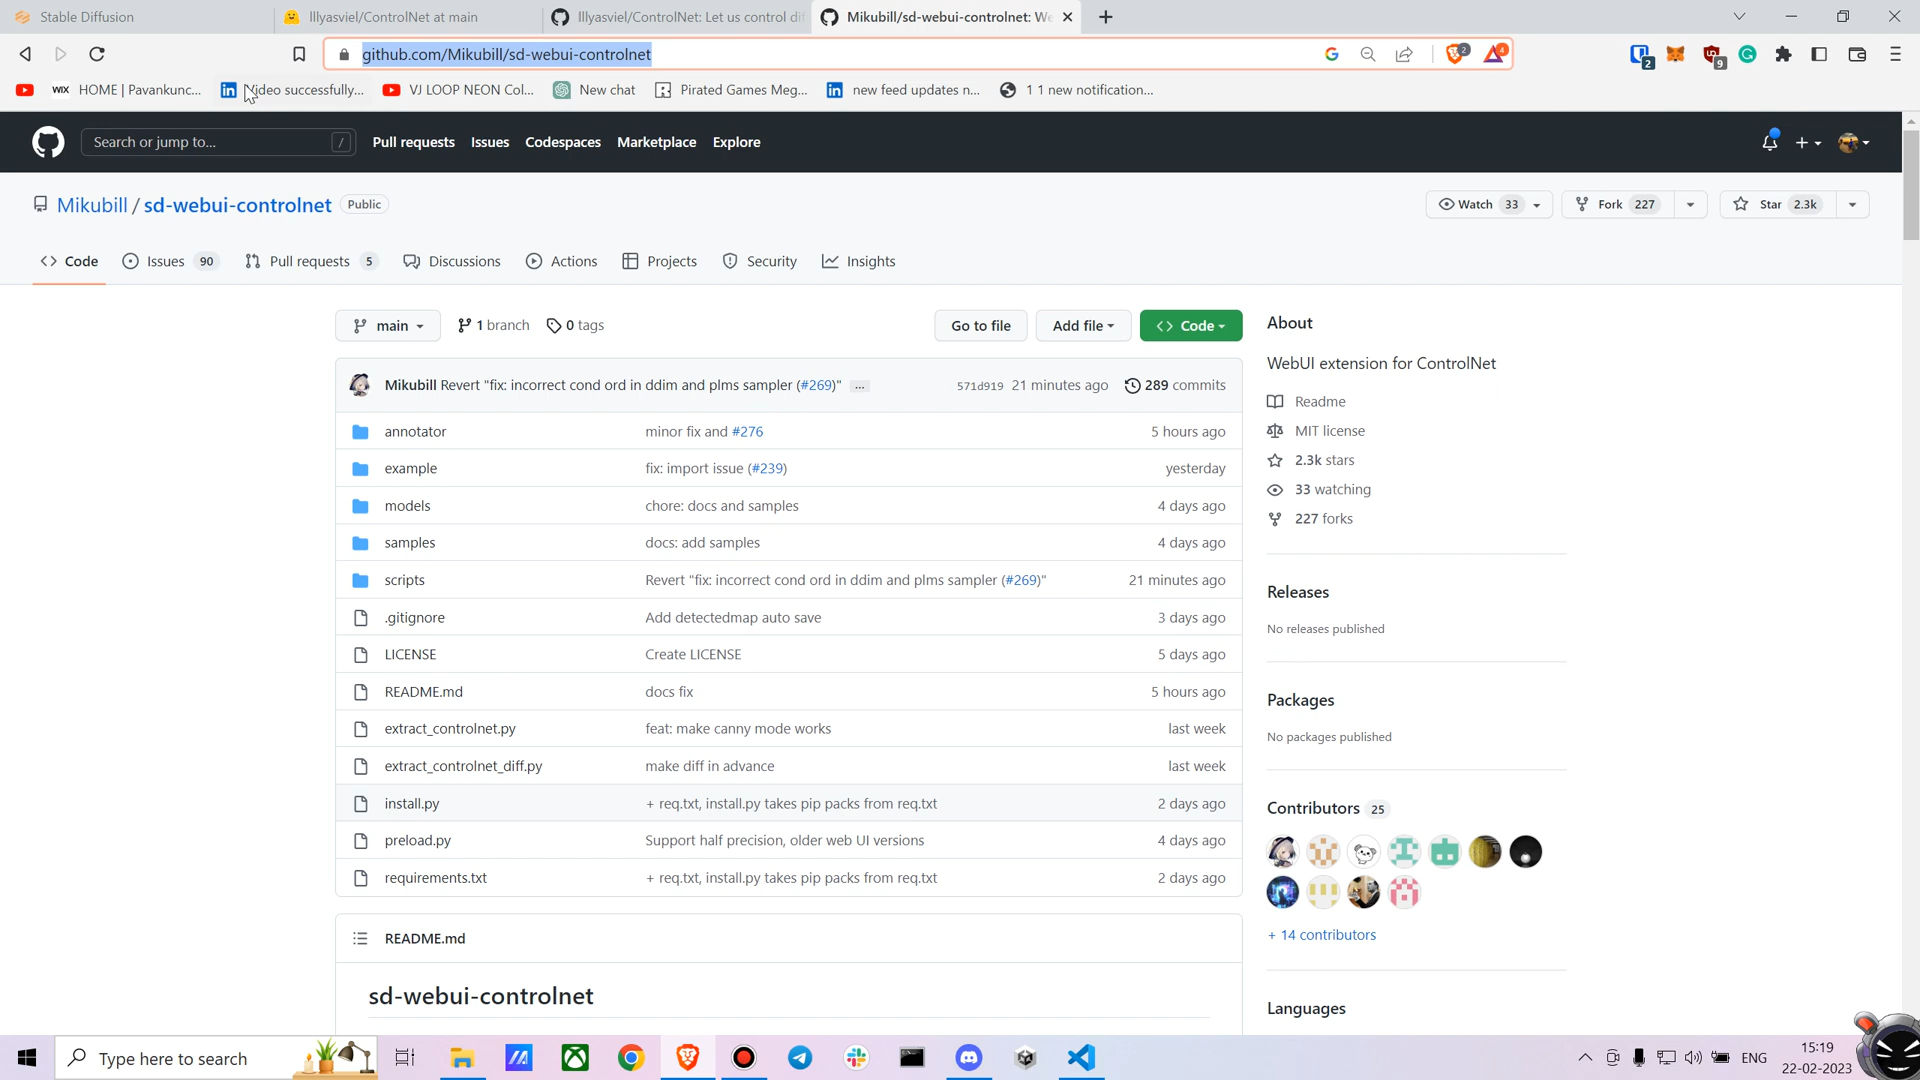 Stable Diffusion
lllyasviel/ControlNet at main
lllyasviel/ControlNet: Let us control dif
Mikubill/sd-webui-controlnet: We
github.com/Mikubill/sd-webui-controlnet
2
4
2
9
WIX HOME | Pavankunc...
Video successfully...
VJ LOOP NEON Col...
New chat
Pirated Games Meg...
new feed updates n...
1 1 new notification...
Search or jump to... /
Pull requests Issues Codespaces Marketplace Explore
Mikubill / sd-webui-controlnet Public
Watch 33
Fork 227
Star 2.3k
Code
Issues 90
Pull requests 5
Discussions
Actions
Projects
Security
Insights
main
1 branch
0 tags
Go to file
Add file
Code
Mikubill Revert "fix: incorrect cond ord in ddim and plms sampler (#269)" ... 571d919 21 minutes ago 289 commits
annotator minor fix and #276 5 hours ago
example fix: import issue (#239) yesterday
models chore: docs and samples 4 days ago
samples docs: add samples 4 days ago
scripts Revert "fix: incorrect cond ord in ddim and plms sampler (#269)" 21 minutes ago
.gitignore Add detectedmap auto save 3 days ago
LICENSE Create LICENSE 5 days ago
README.md docs fix 5 hours ago
extract_controlnet.py feat: make canny mode works last week
extract_controlnet_diff.py make diff in advance last week
install.py + req.txt, install.py takes pip packs from req.txt 2 days ago
preload.py Support half precision, older web UI versions 4 days ago
requirements.txt + req.txt, install.py takes pip packs from req.txt 2 days ago
README.md
sd-webui-controlnet
About
WebUI extension for ControlNet
Readme
MIT license
2.3k stars
33 watching
227 forks
Releases
No releases published
Packages
No packages published
Contributors 25
+ 14 contributors
Languages
Type here to search
ENG
15:19
22-02-2023